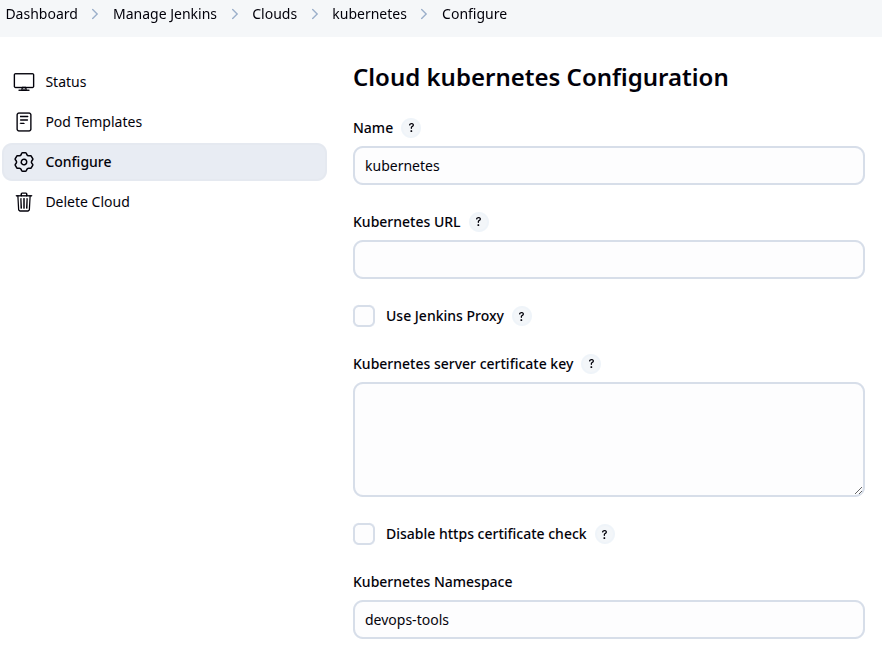 Dashboard > Manage Jenkins > Clouds > kubernetes > Configure
Status
Pod Templates
Configure
Delete Cloud
Cloud kubernetes Configuration
Name ?
kubernetes
Kubernetes URL ?
Use Jenkins Proxy ?
Kubernetes server certificate key ?
Disable https certificate check ?
Kubernetes Namespace
devops-tools